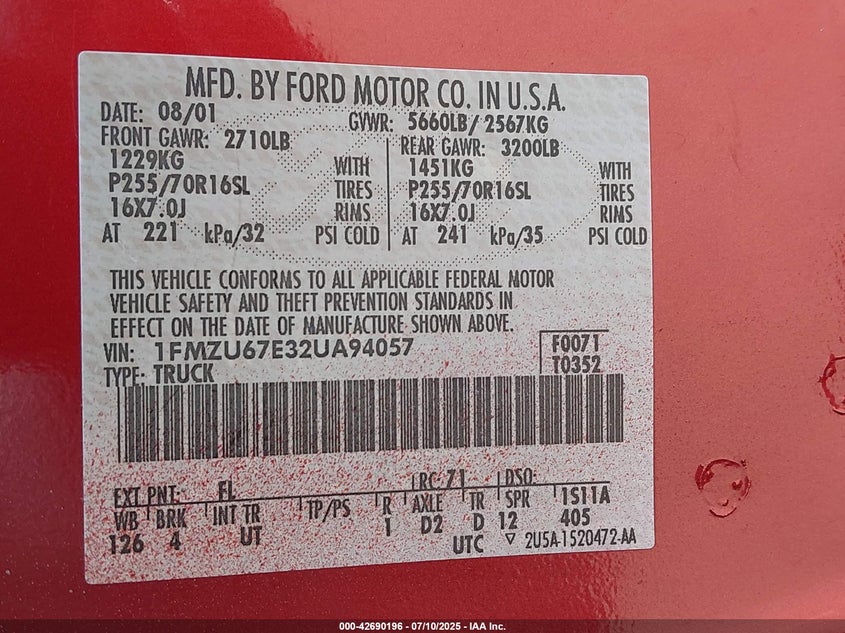 MFD. BY FORD MOTOR CO. IN U.S.A.
DATE: 08/01 GVWR: 5660LB/ 2567KG
FRONT GAWR: 2710LB REAR GAWR: 3200LB
1229KG WITH 1451KG WITH
P255/70R16SL TIRES P255/70R16SL TIRES
16X7.0J RIMS 16X7.0J RIMS
AT 221 kPa/32 PSI COLD AT 241 kPa/35 PSI COLD
THIS VEHICLE CONFORMS TO ALL APPLICABLE FEDERAL MOTOR
VEHICLE SAFETY AND THEFT PREVENTION STANDARDS IN
EFFECT ON THE DATE OF MANUFACTURE SHOWN ABOVE.
VIN: 1FMZU67E32UA94057 F0071
TYPE: TRUCK T0352
EXT PNT: FL RC: 71 DSO:
WB BRK INT TR TP/PS R AXLE TR SPR 1S11A
126 4 UT 1 D2 D 12 405
UTC ▽ 2U5A-1520472-AA
000-42690196 - 07/10/2025 - IAA Inc.